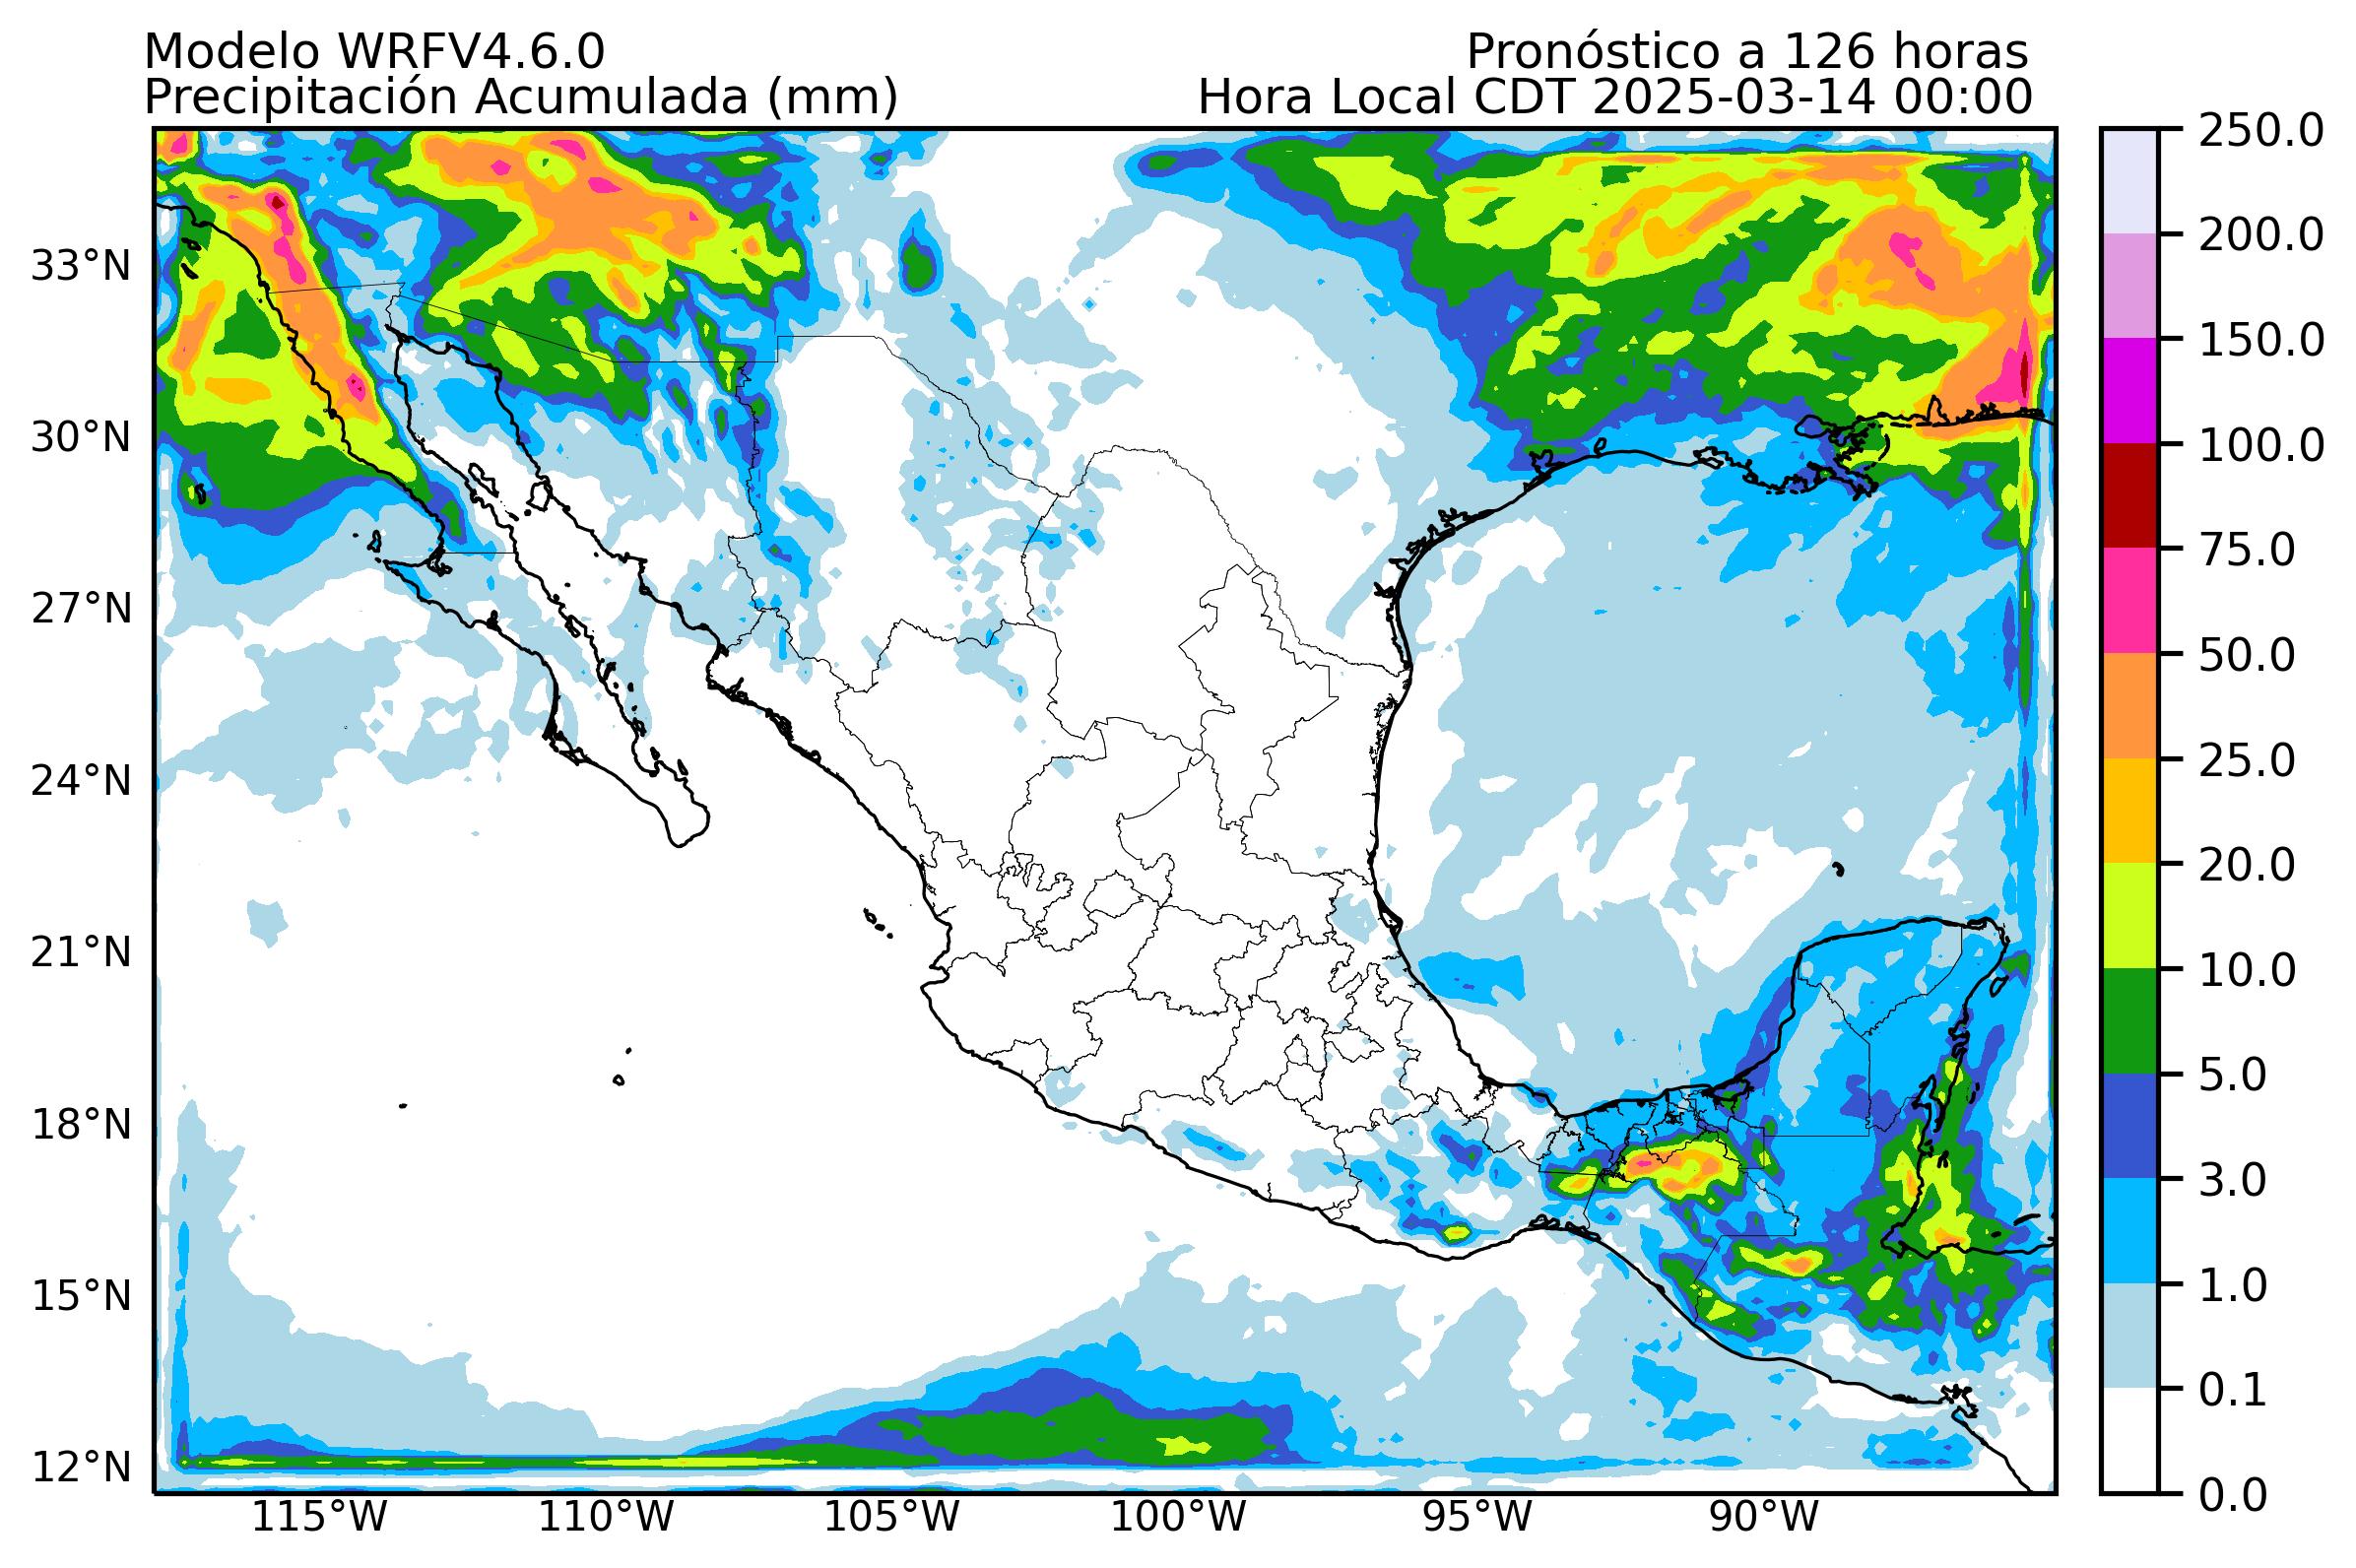 Modelo WRFV4.6.0
Pronóstico a 126 horas
Precipitación Acumulada (mm)
Hora Local CDT 2025-03-14 00:00
33°N
30°N
27°N
24°N
21°N
18°N
15°N
12°N
115°W
110°W
105°W
100°W
95°W
90°W
250.0
200.0
150.0
100.0
75.0
50.0
25.0
20.0
10.0
5.0
3.0
1.0
0.1
0.0